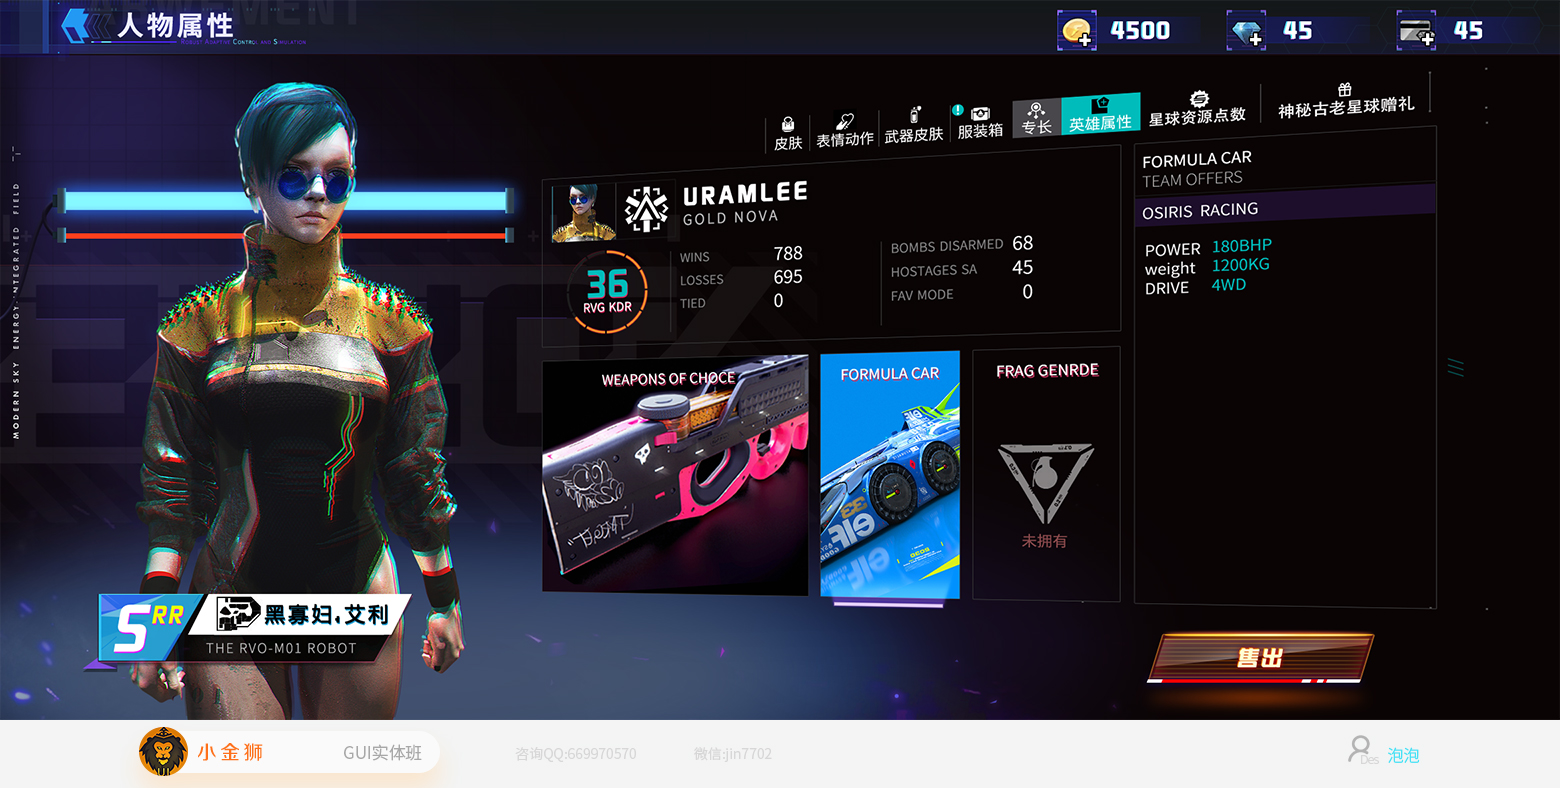 人物属性
4500
45
45
皮肤
表情动作
武器皮肤
服装箱
专长
英雄属性
星球资源点数
神秘古老星球赠礼
MODERN SKY ENERGY INTEGRATED FIELD
URAMLEE
GOLD NOVA
36
RVG KDR
WINS 788
LOSSES 695
TIED 0
BOMBS DISARMED 68
HOSTAGES SA 45
FAV MODE 0
FORMULA CAR
TEAM OFFERS
OSIRIS RACING
POWER 180BHP
weight 1200KG
DRIVE 4WD
WEAPONS OF CHOCE
FORMULA CAR
33
elf
FRAG GENRDE
未拥有
SRR
黑寡妇,艾利
THE RVO-M01 ROBOT
售出
小金狮
GUI实体班
咨询QQ:669970570
微信:jin7702
Des
泡泡